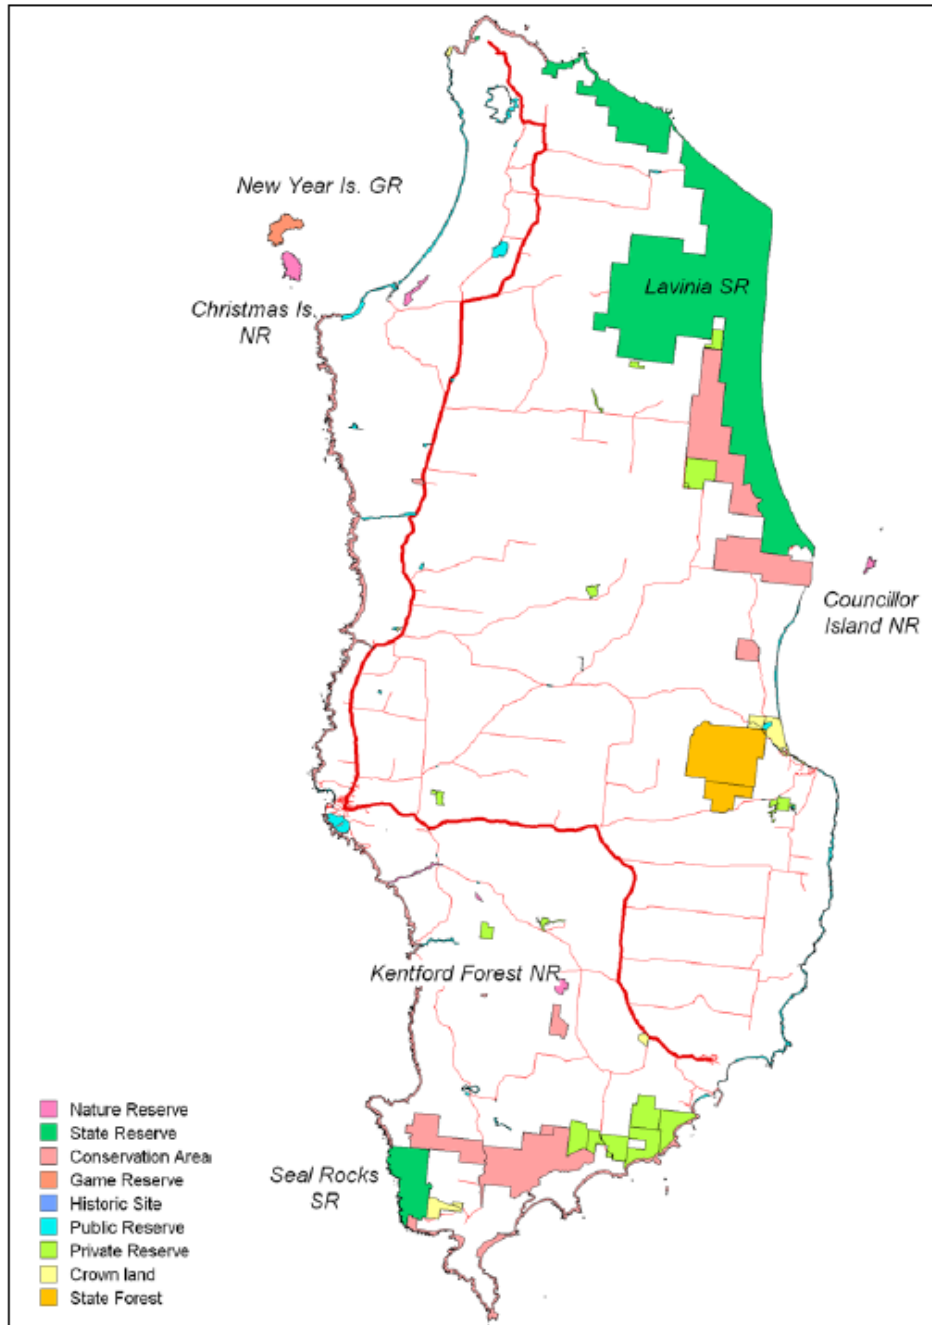 New Year Is. GR
Christmas Is.
NR
Lavinia SR
Councillor
Island NR
Kentford Forest NR
Seal Rocks
SR
Nature Reserve
State Reserve
Conservation Area
Game Reserve
Historic Site
Public Reserve
Private Reserve
Crown land
State Forest